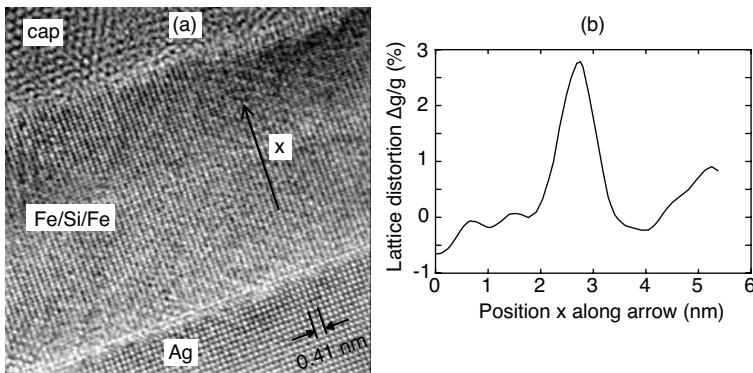 (a)
cap
x
Fe/Si/Fe
Ag
0.41 nm
(b)
Lattice distortion Δg/g (%)
3
2
1
0
-1
0 1 2 3 4 5 6
Position x along arrow (nm)